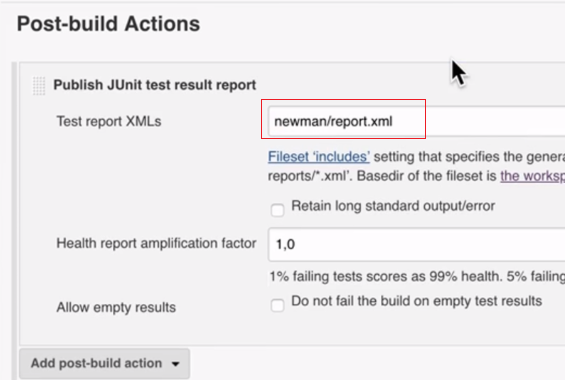 Post-build Actions
Publish JUnit test result report
Test report XMLs
newman/report.xml
Fileset 'includes' setting that specifies the
reports/*.xml'. Basedir of the fileset is the
Retain long standard output/error
Health report amplification factor
1,0
1% failing tests scores as 99% health. 5% failing
Allow empty results
Do not fail the build on empty test results
Add post-build action